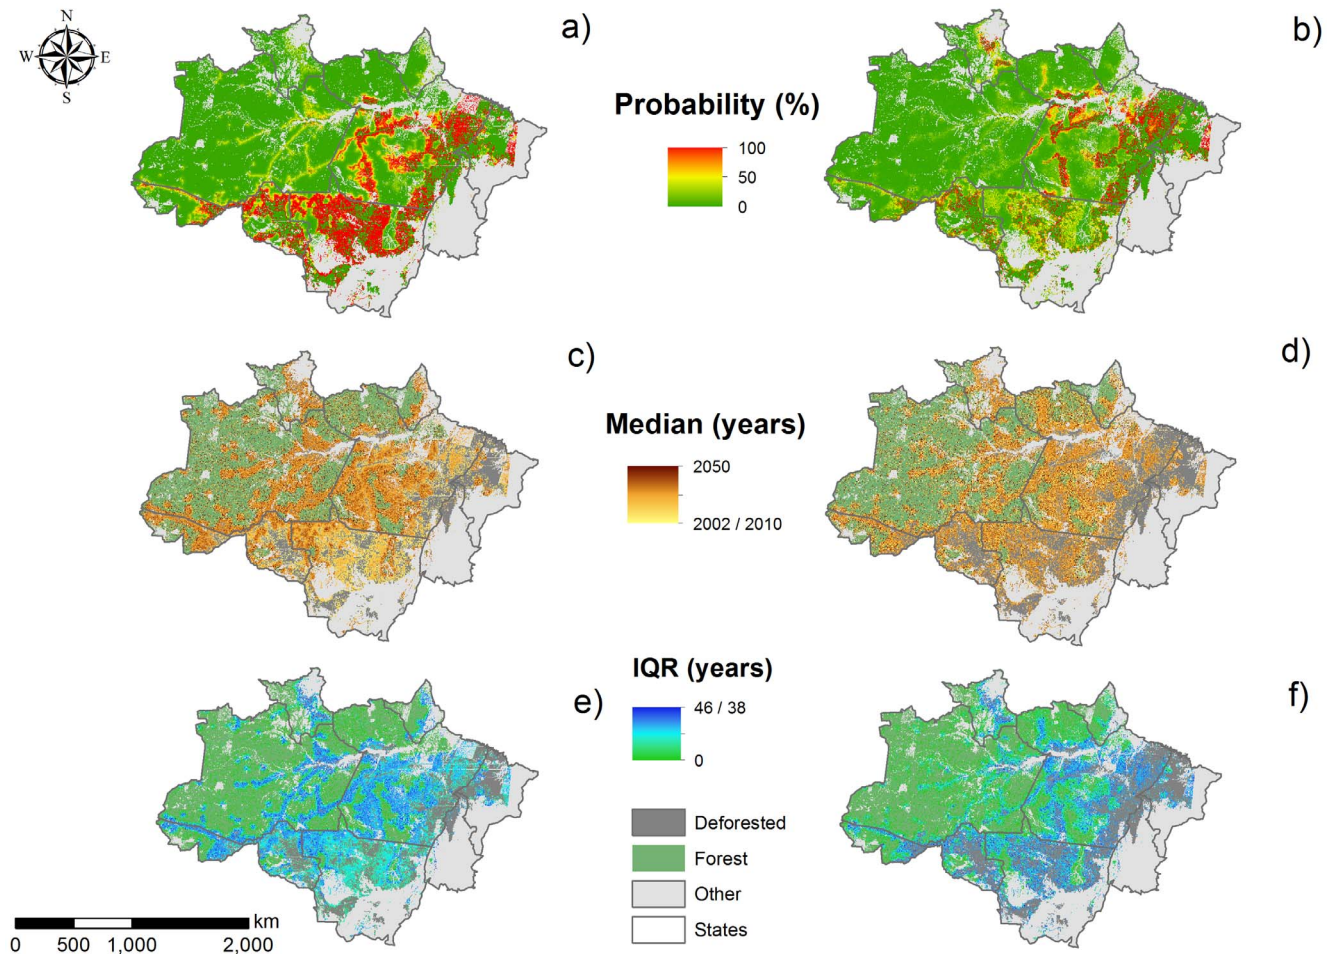 N
W E
S
a)
Probability (%)
100
50
0
b)
c)
Median (years)
2050
2002 / 2010
d)
e)
IQR (years)
46 / 38
0
f)
Deforested
Forest
Other
States
km
0 500 1,000 2,000